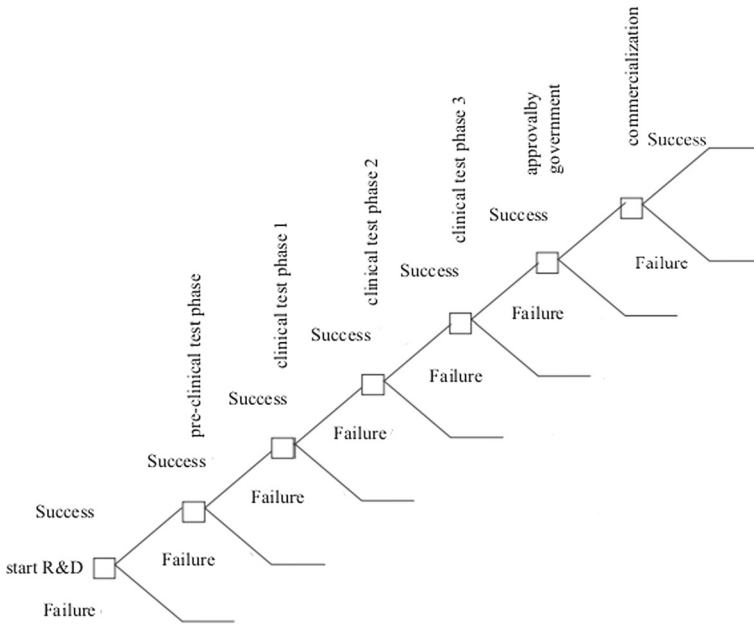 commercialization
approvalby
government
clinical test phase 3
clinical test phase 2
clinical test phase 1
pre-clinical test phase
Success
Success
Failure
Success
Failure
Success
Failure
Success
Failure
Success
Failure
Success
Failure
start R&D
Failure